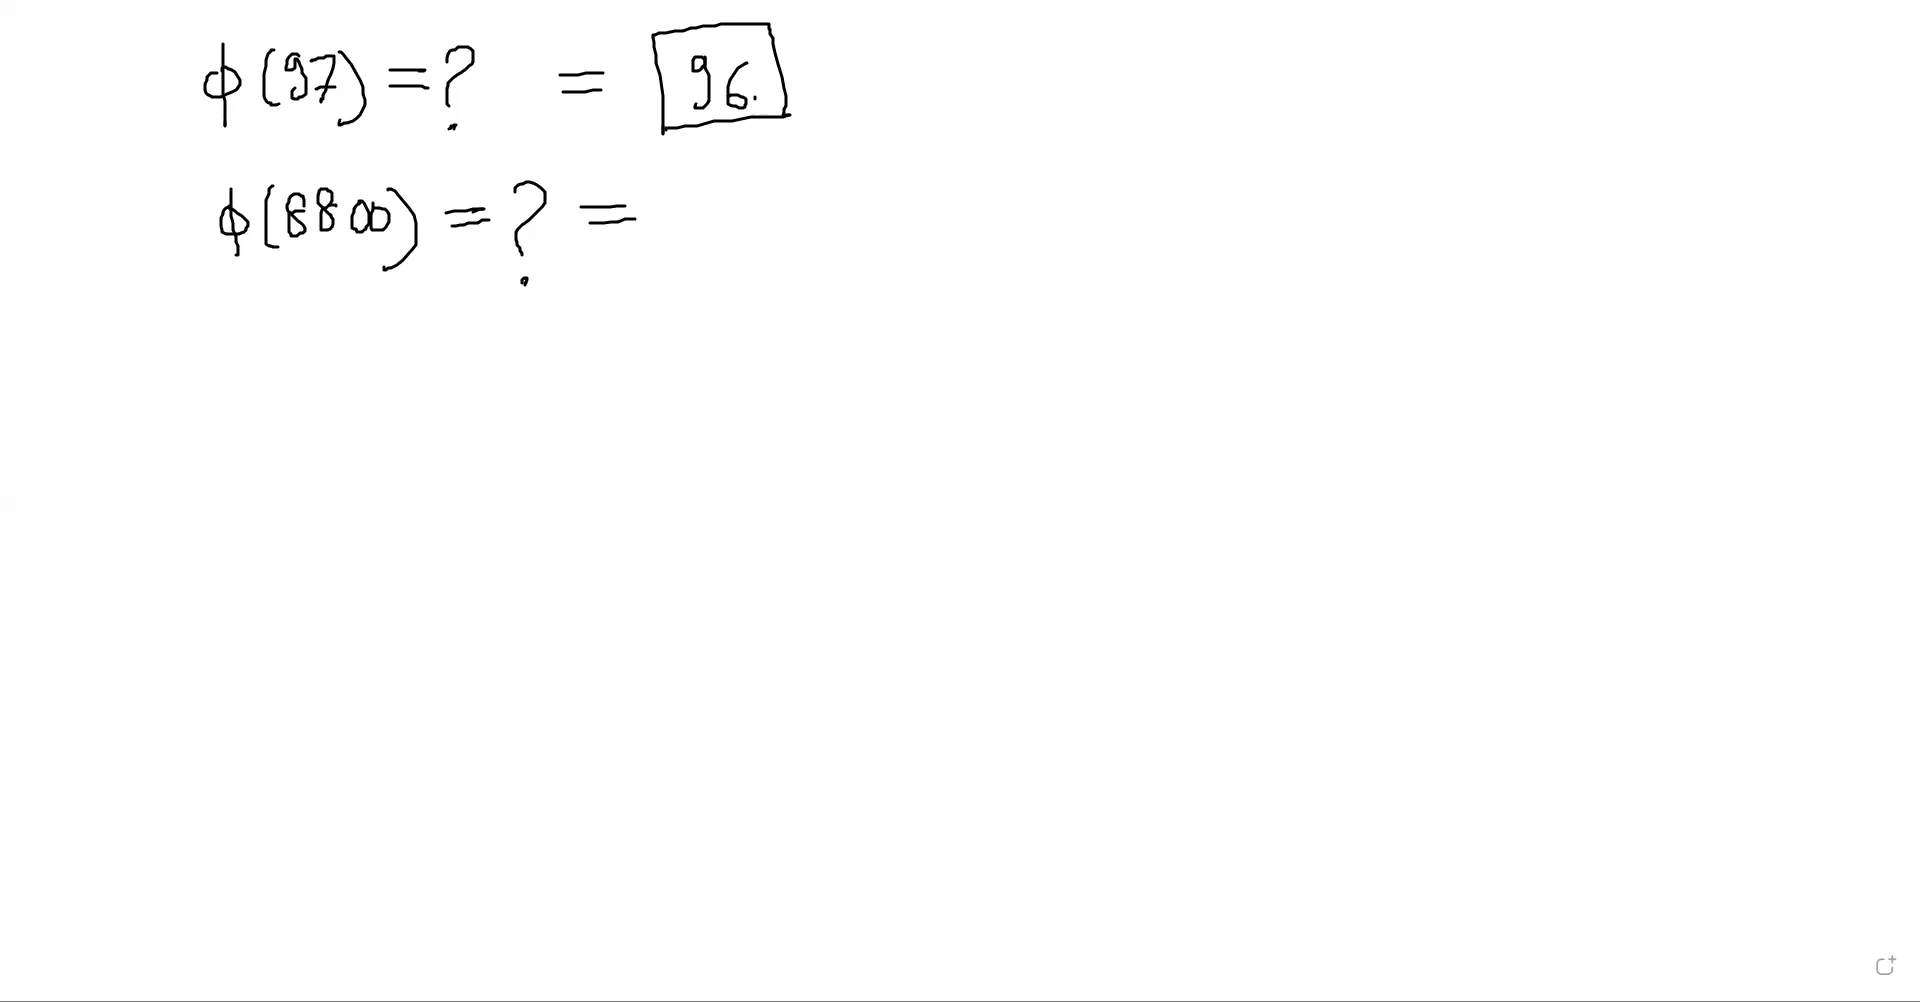 ϕ(97) = ? = 96.
ϕ(8800) = ? =